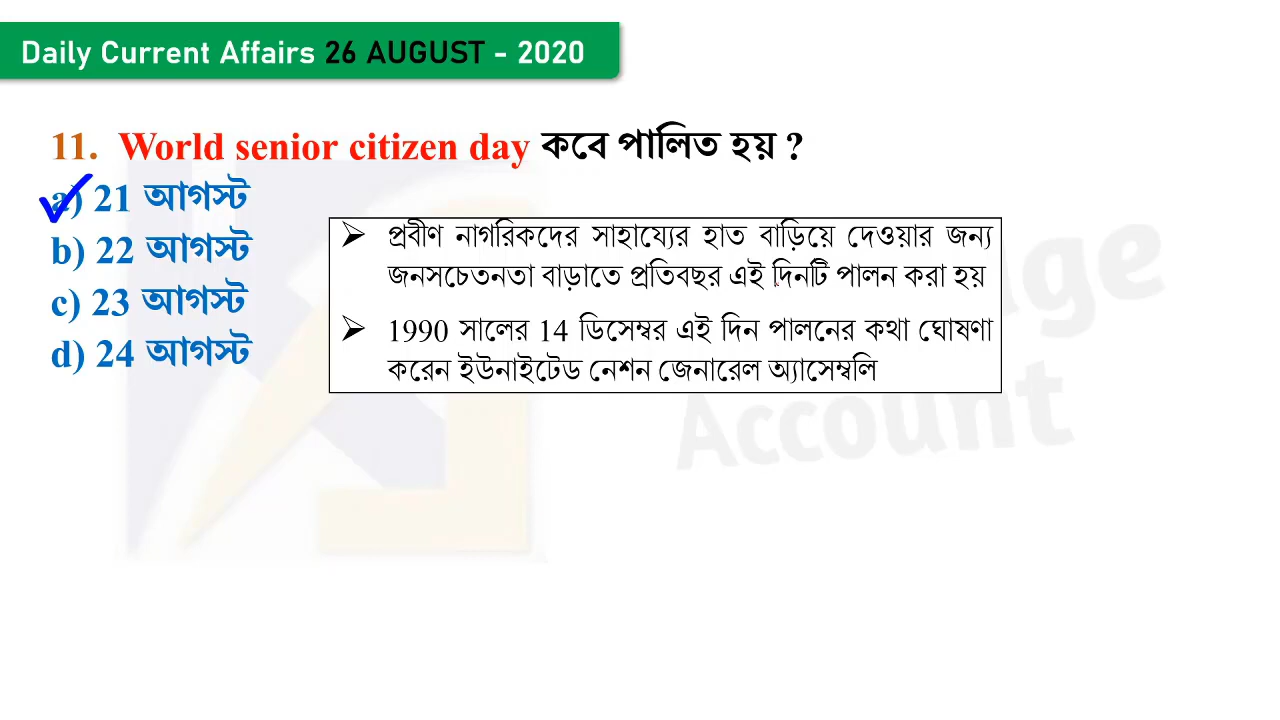 Daily Current Affairs 26 AUGUST - 2020
11. World senior citizen day কবে পালিত হয় ?
a) 21 আগস্ট
b) 22 আগস্ট
c) 23 আগস্ট
d) 24 আগস্ট
➢ প্রবীণ নাগরিকদের সাহায্যের হাত বাড়িয়ে দেওয়ার জন্য
জনসচেতনতা বাড়াতে প্রতিবছর এই দিনটি পালন করা হয়
➢ 1990 সালের 14 ডিসেম্বর এই দিন পালনের কথা ঘোষণা
করেন ইউনাইটেড নেশন জেনারেল অ্যাসেম্বলি
Account